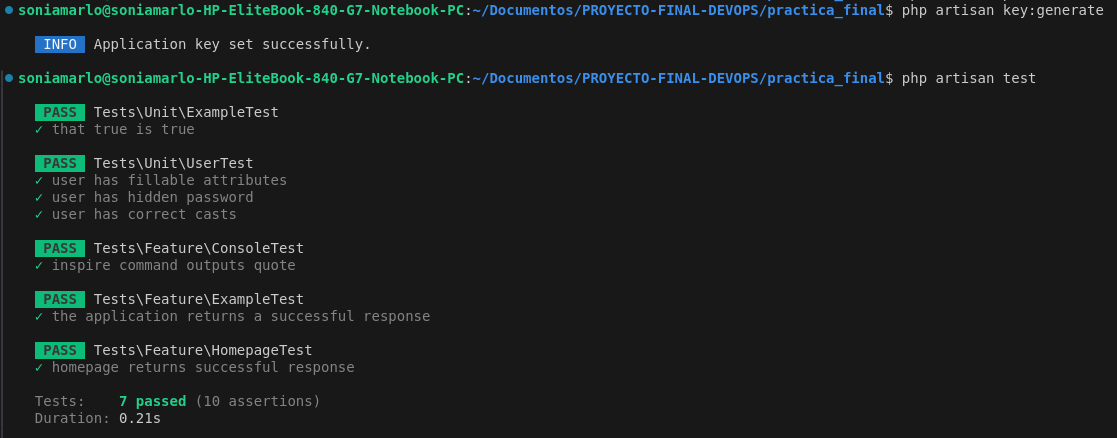 soniamarlo@soniamarlo-HP-EliteBook-840-G7-Notebook-PC:~/Documentos/PROYECTO-FINAL-DEVOPS/practica_final$ php artisan key:generate
INFO Application key set successfully.
soniamarlo@soniamarlo-HP-EliteBook-840-G7-Notebook-PC:~/Documentos/PROYECTO-FINAL-DEVOPS/practica_final$ php artisan test
PASS Tests\Unit\ExampleTest
✓ that true is true
PASS Tests\Unit\UserTest
✓ user has fillable attributes
✓ user has hidden password
✓ user has correct casts
PASS Tests\Feature\ConsoleTest
✓ inspire command outputs quote
PASS Tests\Feature\ExampleTest
✓ the application returns a successful response
PASS Tests\Feature\HomepageTest
✓ homepage returns successful response
Tests: 7 passed (10 assertions)
Duration: 0.21s